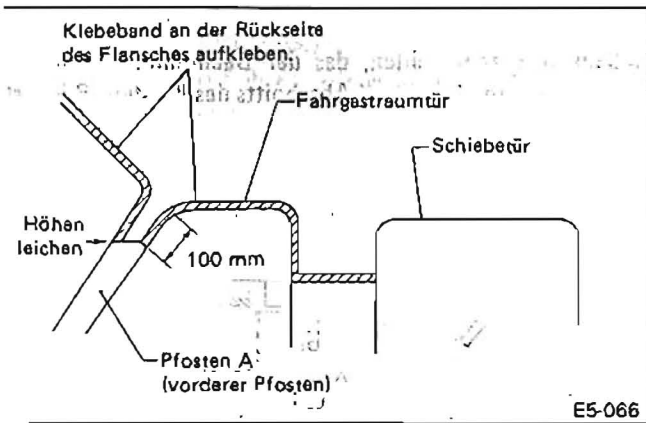 Klebeband an der Rückseite
des Flansches aufkleben.
Fahrgastraumtür
Schiebetür
Höhen
leichen
100 mm
Pfosten A
(vorderer Pfosten)
E5-066